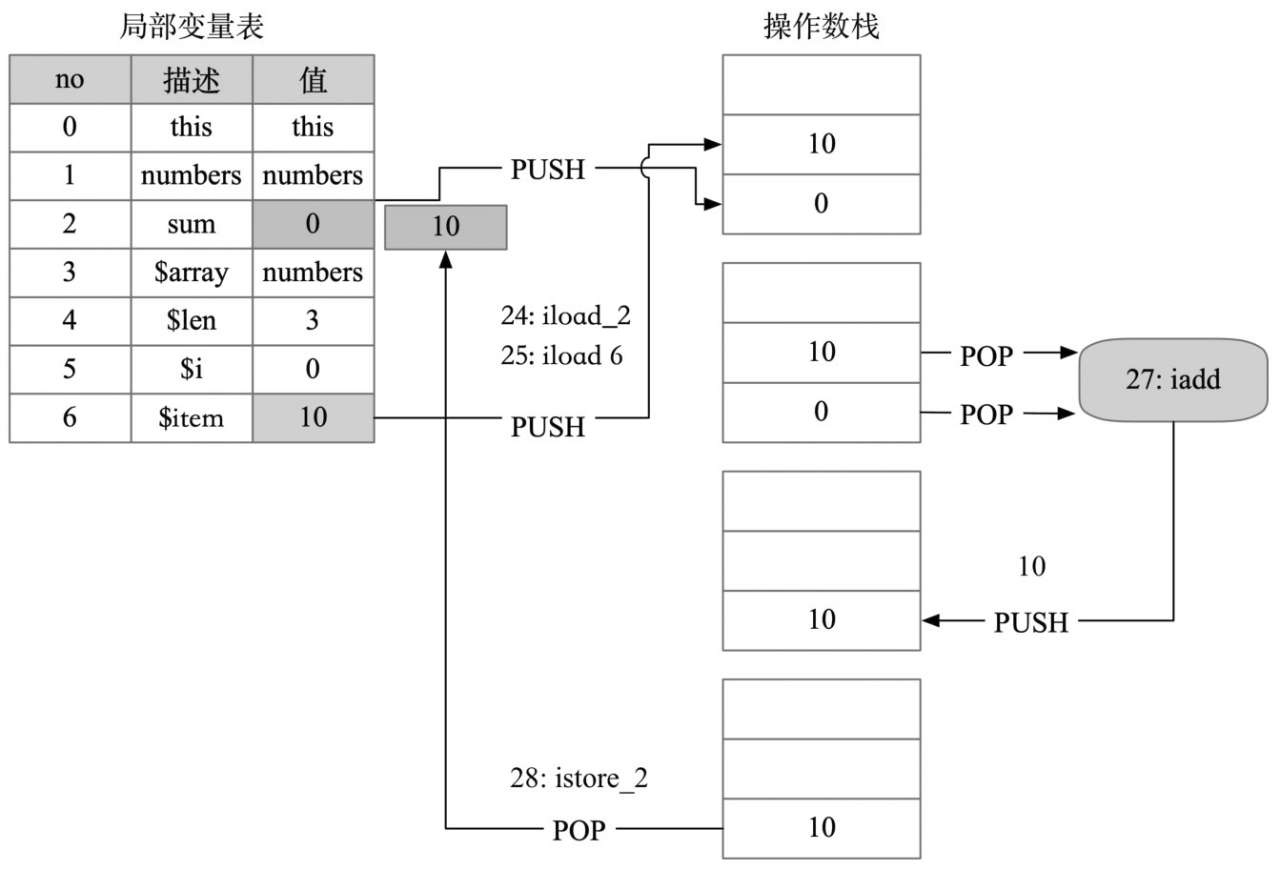 局部变量表
no 描述 值
0 this this
1 numbers numbers
2 sum 0
3 $array numbers
4 $len 3
5 $i 0
6 $item 10
10
PUSH
24: iload_2
25: iload 6
PUSH
操作数栈
10
0
10
0
POP
POP
27: iadd
10
PUSH
10
28: istore_2
POP
10